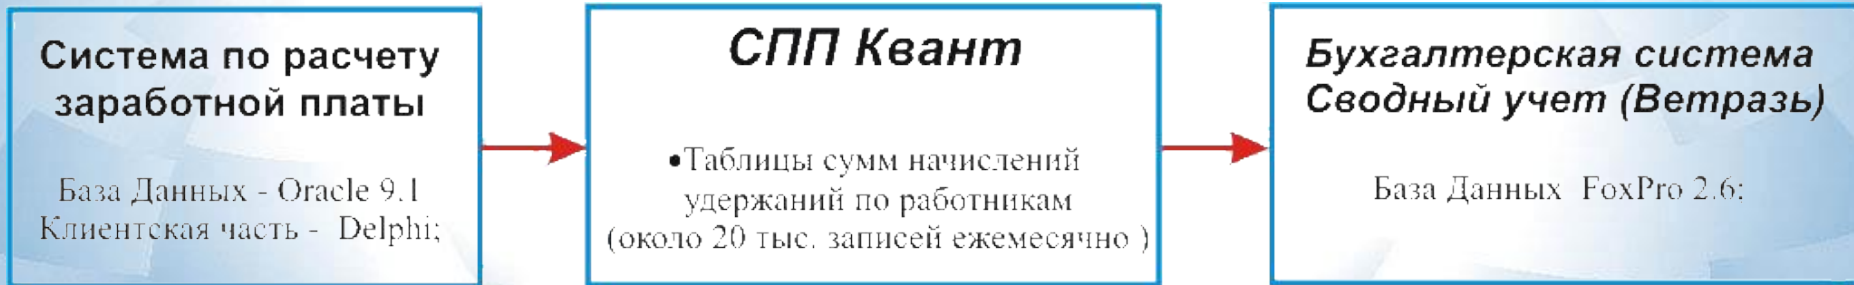 Система по расчету
заработной платы
База Данных - Oracle 9.1
Клиентская часть - Delphi;
СПП Квант
•Таблицы сумм начислений
удержаний по работникам
(около 20 тыс. записей ежемесячно )
Бухгалтерская система
Сводный учет (Ветразь)
База Данных FoxPro 2.6;